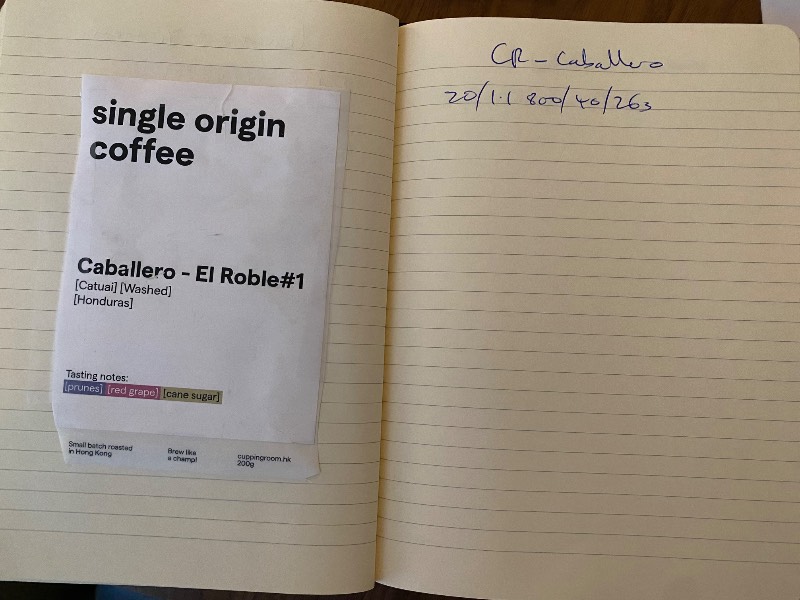 single origin
coffee
Caballero - El Roble#1
[Catuai] [Washed]
[Honduras]
Tasting notes:
[prunes] [red grape] [cane sugar]
Small batch roasted
in Hong Kong
Brew like
a champ!
cuppingroom.hk
200g
CR - Caballero
20/1.1 800/40/26s